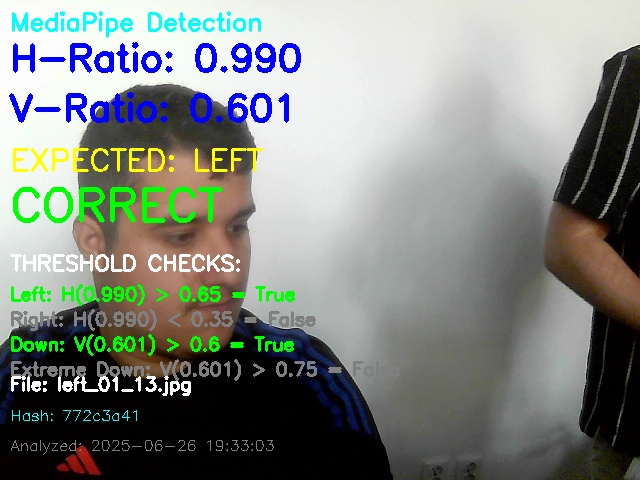 MediaPipe Detection
H-Ratio: 0.990
V-Ratio: 0.601
EXPECTED: LEFT
CORRECT
THRESHOLD CHECKS:
Left: H(0.990) > 0.65 = True
Right: H(0.990) < 0.35 = False
Down: V(0.601) > 0.6 = True
Extreme Down: V(0.601) > 0.75 = False
File: left_01_13.jpg
Hash: 772c3a41
Analyzed: 2025-06-26 19:33:03